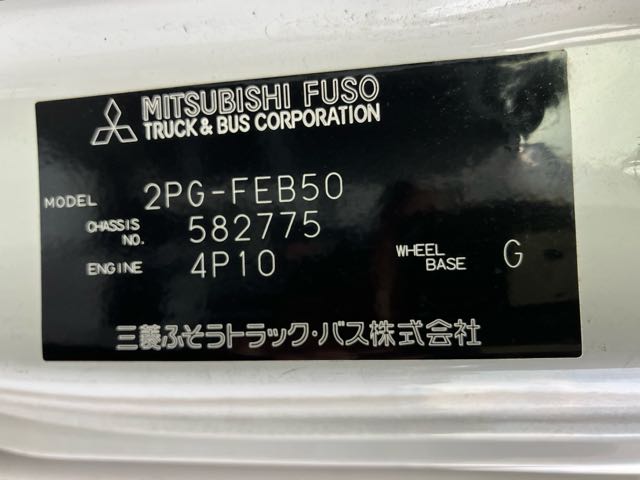 MITSUBISHI FUSO
TRUCK & BUS CORPORATION
MODEL 2PG-FEB50
CHASSIS NO. 582775
ENGINE 4P10 WHEEL BASE G
三菱ふそうトラック・バス株式会社